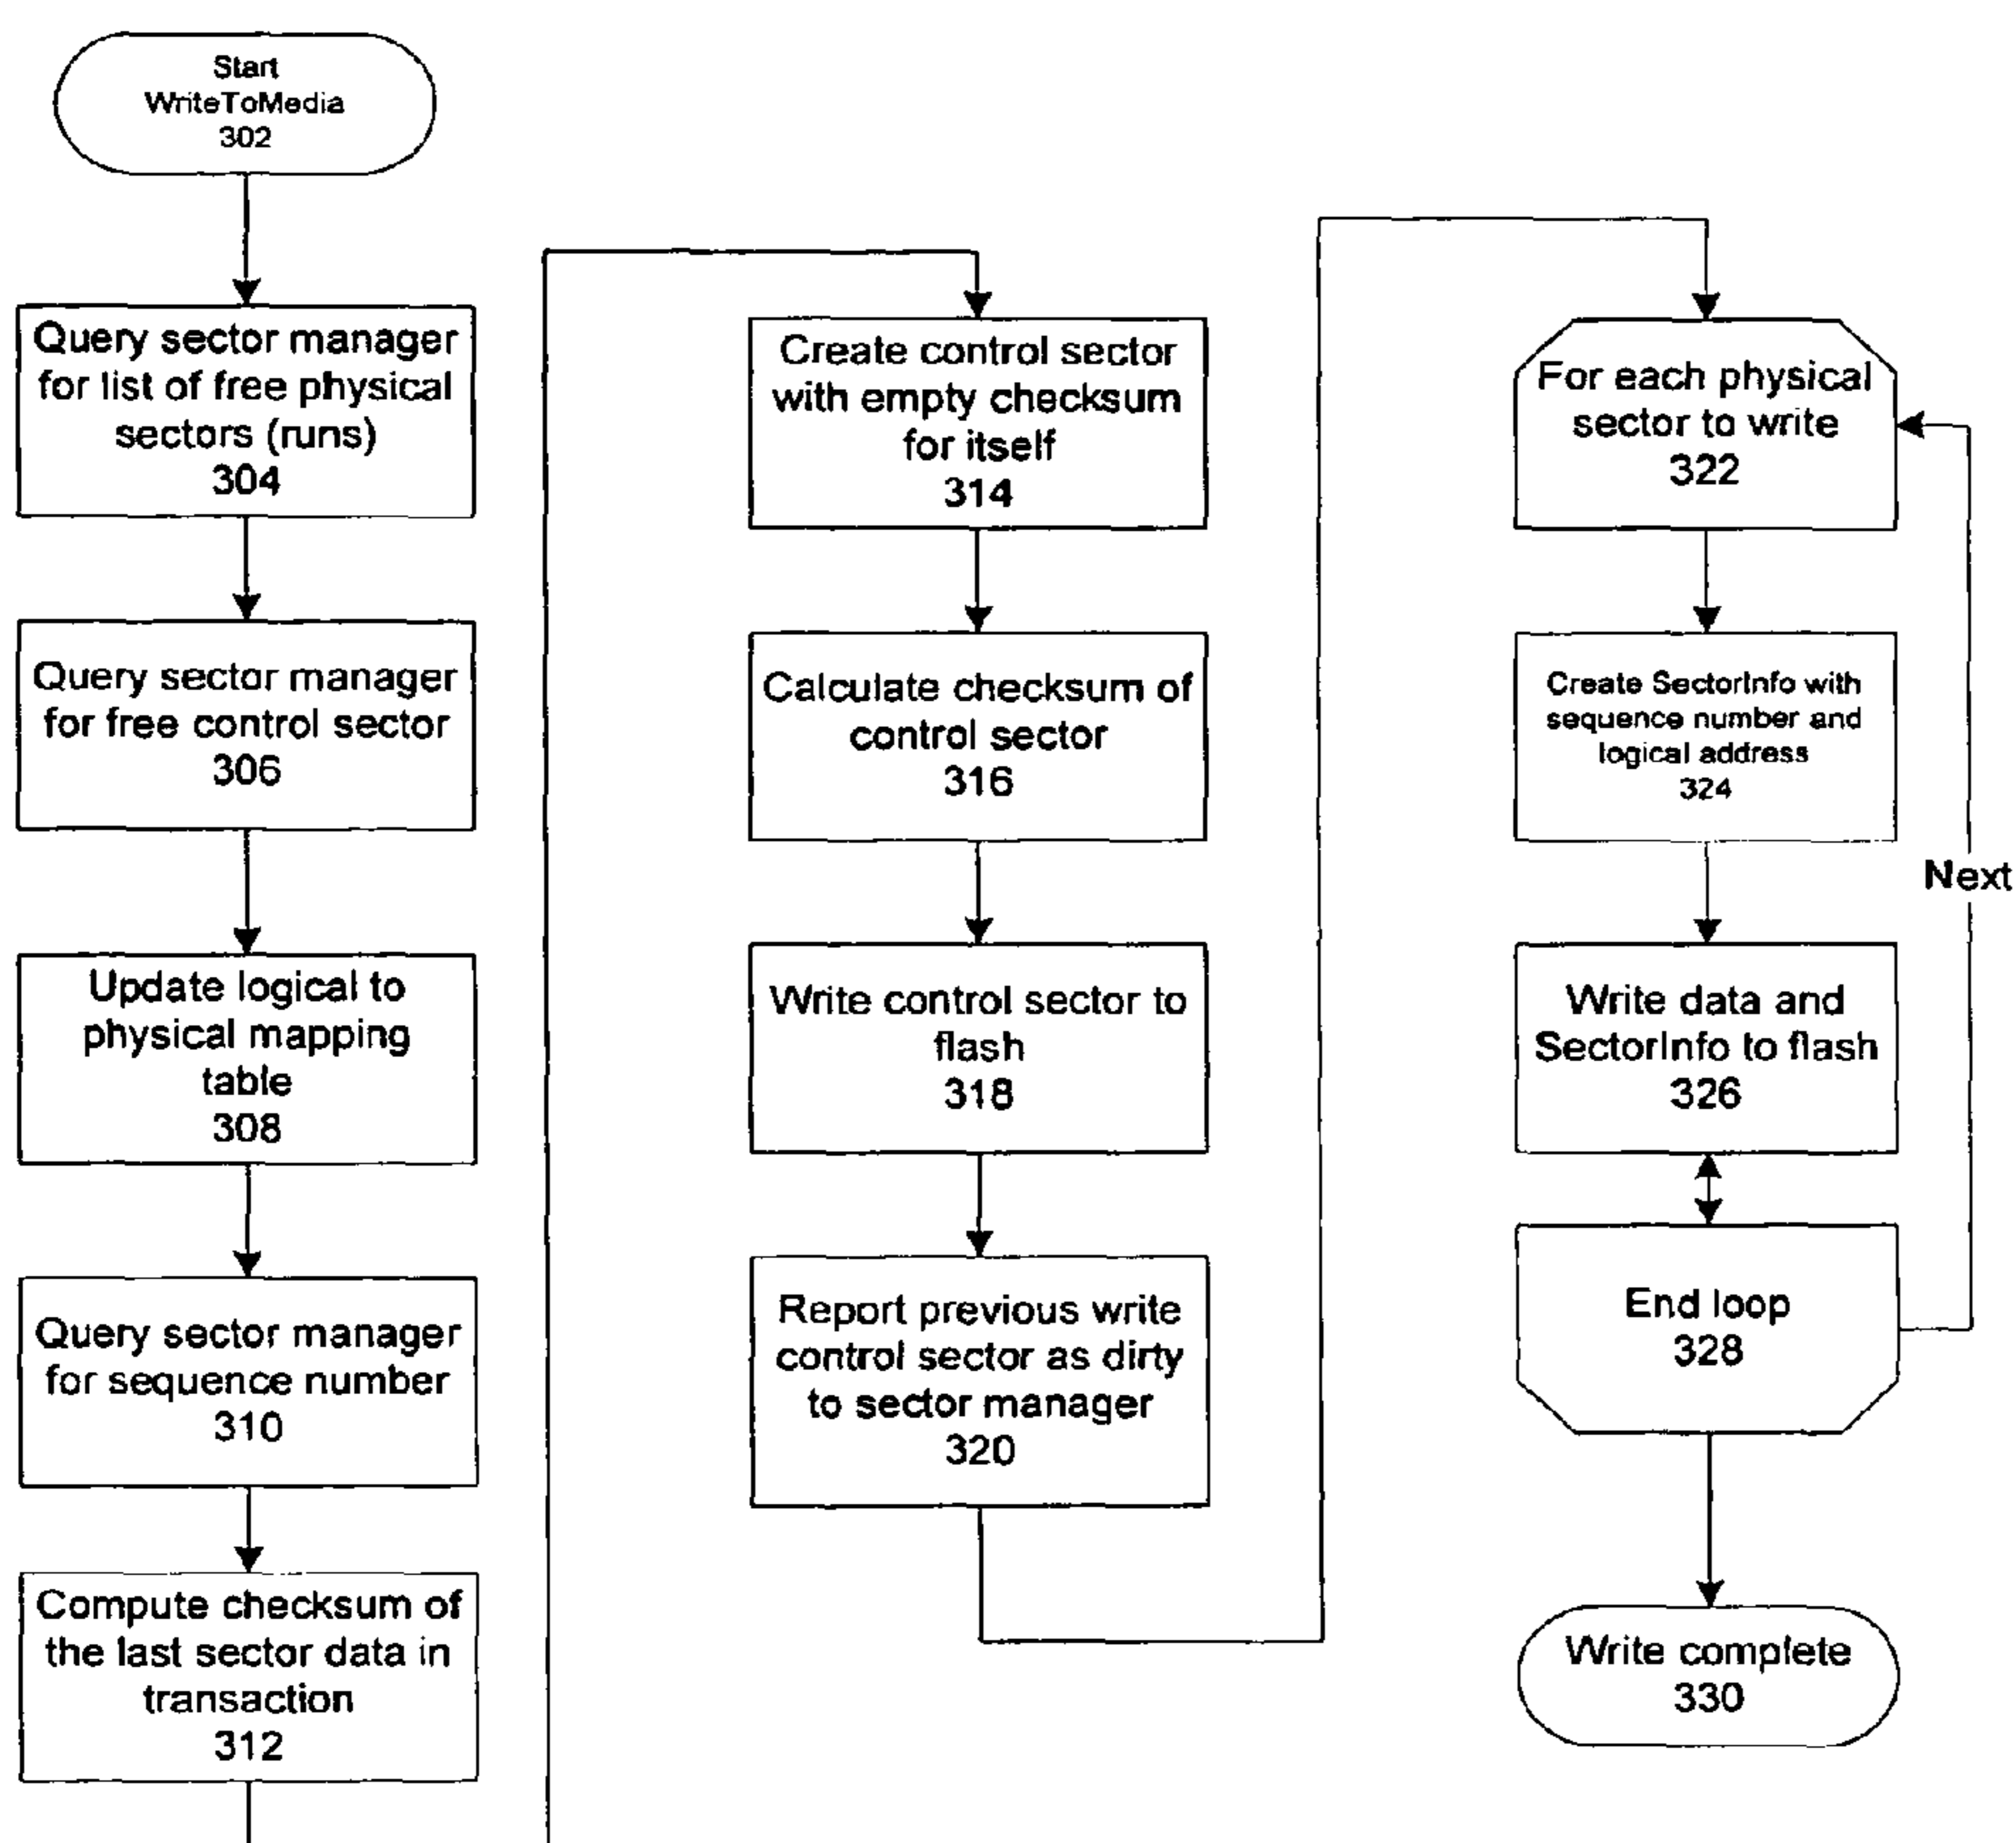 Start
WriteToMedia
302
Query sector manager
for list of free physical
sectors (runs)
304
Query sector manager
for free control sector
306
Update logical to
physical mapping
table
308
Query sector manager
for sequence number
310
Compute checksum of
the last sector data in
transaction
312
Create control sector
with empty checksum
for itself
314
Calculate checksum of
control sector
316
Write control sector to
flash
318
Report previous write
control sector as dirty
to sector manager
320
For each physical
sector to write
322
Create SectorInfo with
sequence number and
logical address
324
Next
Write data and
SectorInfo to flash
326
End loop
328
Write complete
330